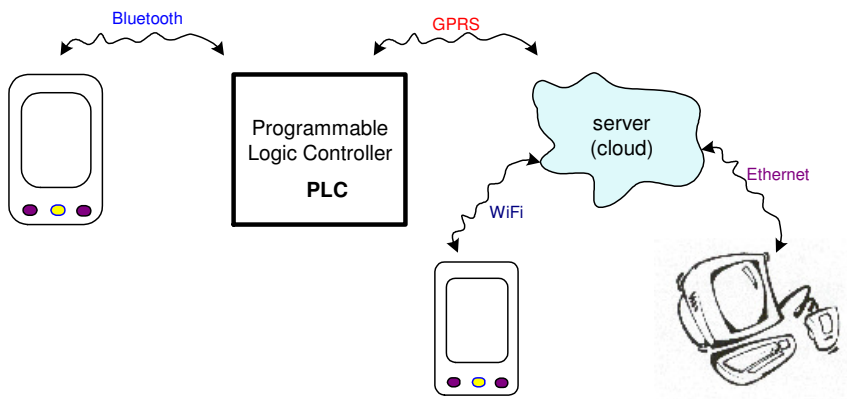 Bluetooth
GPRS
Programmable
Logic Controller
PLC
server
(cloud)
Ethernet
WiFi